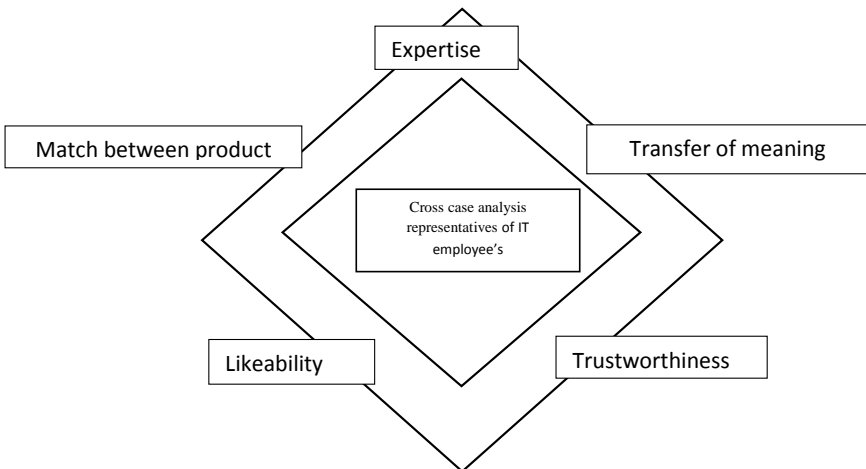 Expertise
Match between product
Transfer of meaning
Cross case analysis
representatives of IT
employee’s
Likeability
Trustworthiness